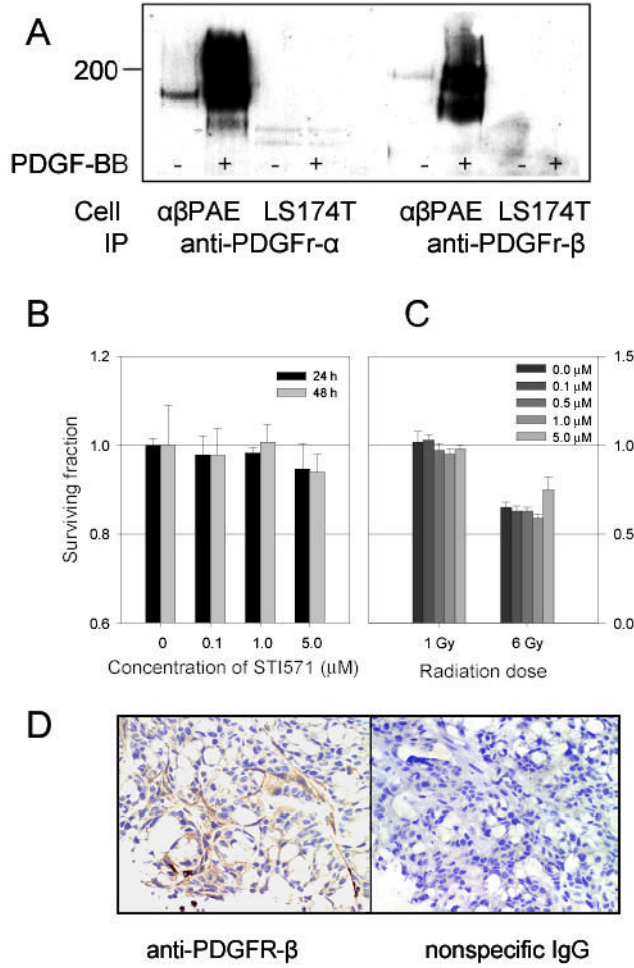 A
200
PDGF-BB - + - + - + - +
Cell αβPAE LS174T αβPAE LS174T
IP anti-PDGFr-α anti-PDGFr-β
B
1.2
1.0
0.8
0.6
Surviving fraction
24 h
48 h
0 0.1 1.0 5.0
Concentration of STI571 (μM)
C
0.0 μM
0.1 μM
0.5 μM
1.0 μM
5.0 μM
1.5
1.0
0.5
0.0
1 Gy 6 Gy
Radiation dose
D
anti-PDGFR-β nonspecific IgG